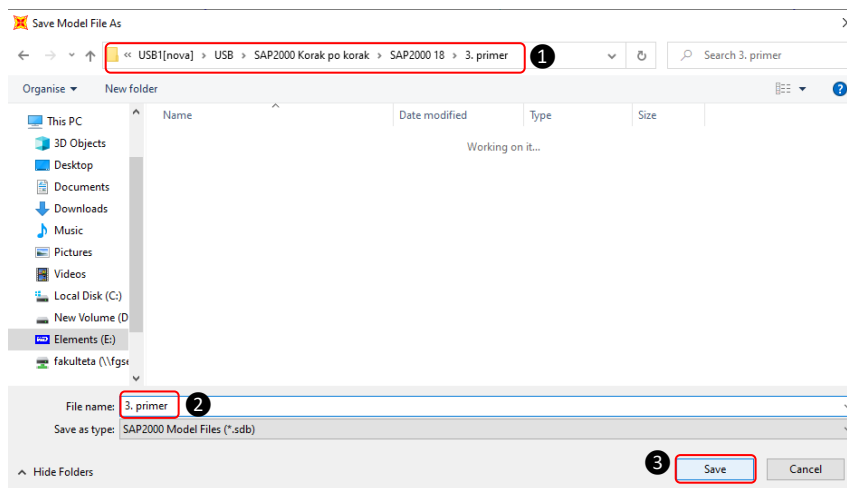 Save Model File As
« USB1[nova] › USB › SAP2000 Korak po korak › SAP2000 18 › 3. primer
1
Search 3. primer
Organise
New folder
?
Name
Date modified
Type
Size
Working on it...
This PC
3D Objects
Desktop
Documents
Downloads
Music
Pictures
Videos
Local Disk (C:)
New Volume (D
Elements (E:)
fakulteta (\\fgse
File name: 3. primer
2
Save as type: SAP2000 Model Files (*.sdb)
Hide Folders
3
Save
Cancel